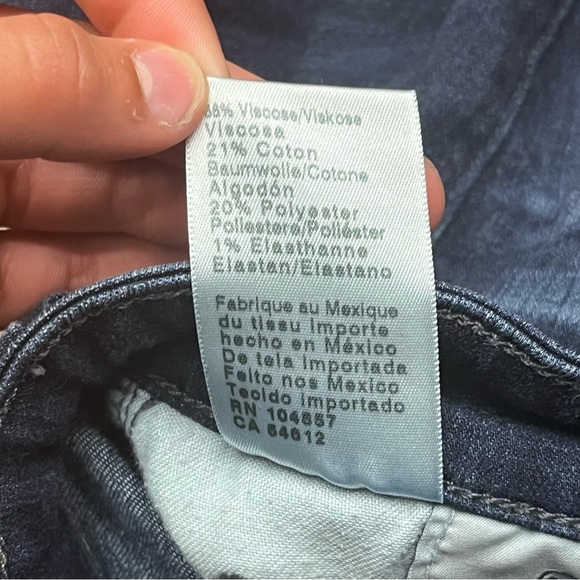 58% Viscose/Viskose
Viscosa
21% Coton
Baumwolle/Cotone
Algodón
20% Polyester
Poliestere/Poliéster
1% Elasthanne
Elastan/Elastano
Fabrique au Mexique
du tissu Importe
hecho en México
De tela Importada
Feito nos Mexico
Tecido Importado
RN 104857
CA 54612